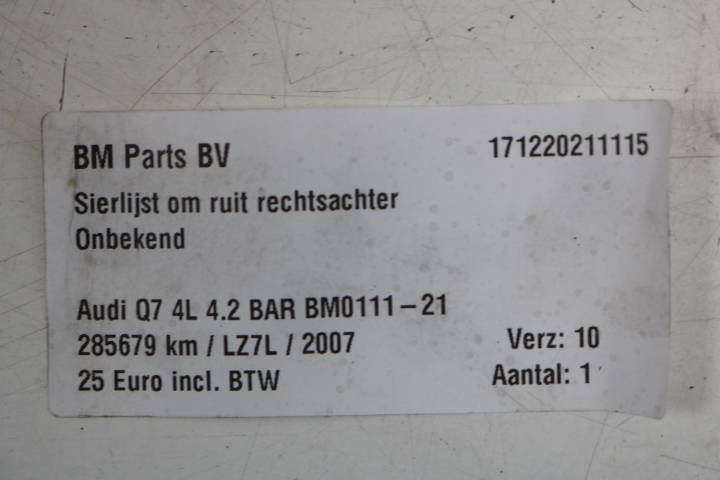 BM Parts BV 171220211115
Sierlijst om ruit rechtsachter
Onbekend
Audi Q7 4L 4.2 BAR BM0111-21
285679 km / LZ7L / 2007 Verz: 10
25 Euro incl. BTW Aantal: 1